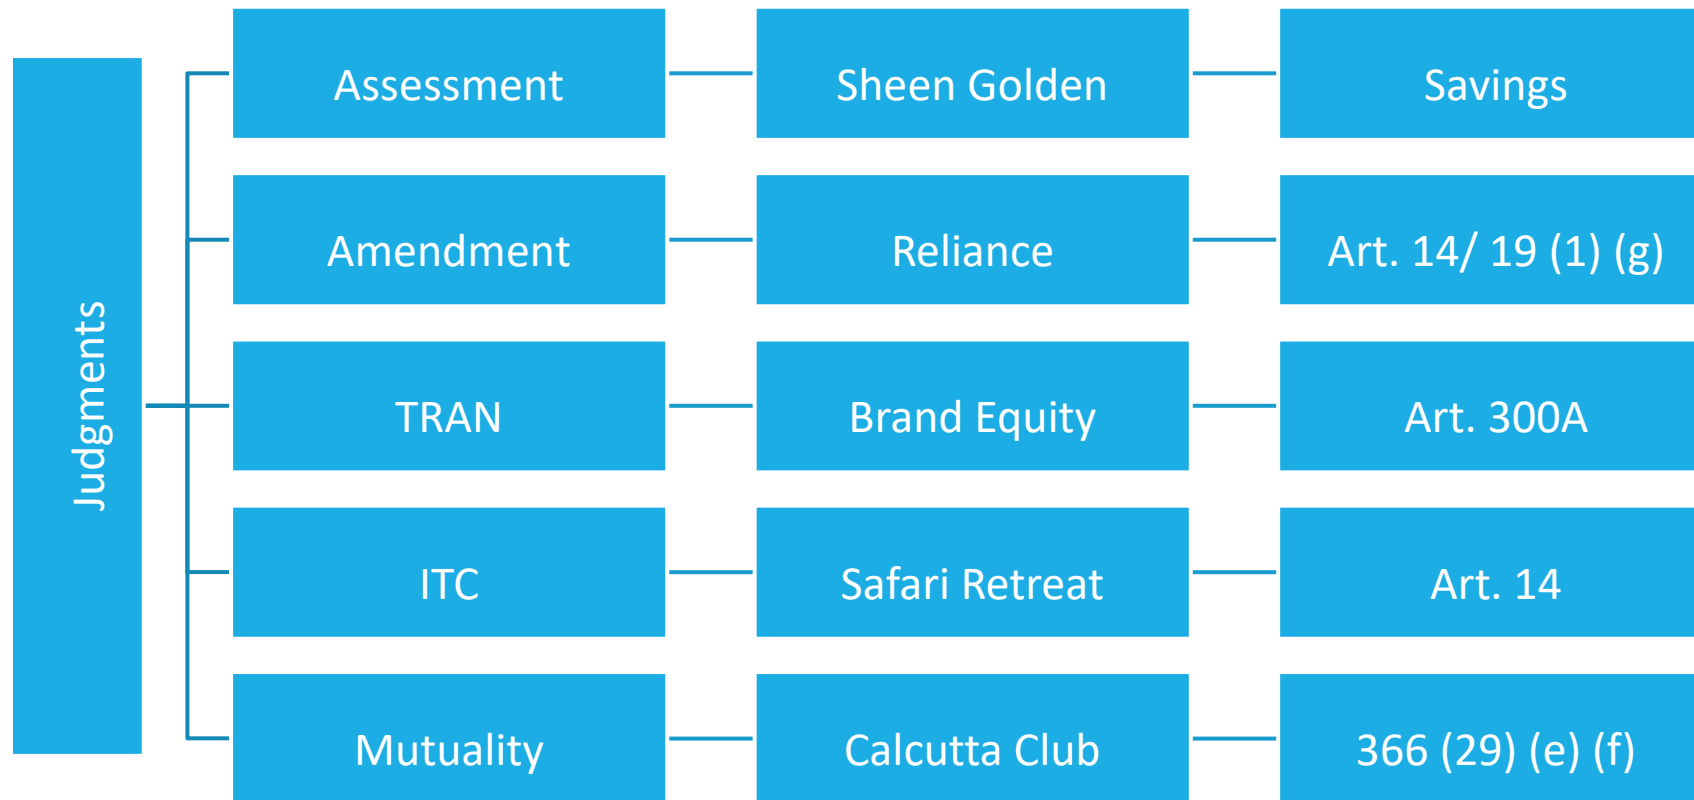 Judgments
Assessment
Sheen Golden
Savings
Amendment
Reliance
Art. 14/ 19 (1) (g)
TRAN
Brand Equity
Art. 300A
ITC
Safari Retreat
Art. 14
Mutuality
Calcutta Club
366 (29) (e) (f)